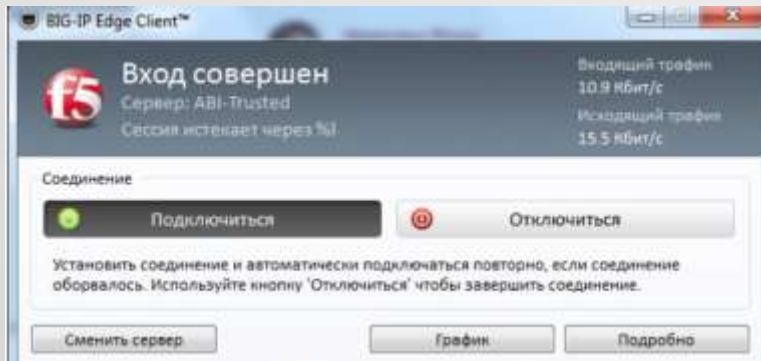 BIG-IP Edge Client™
f5
Вход совершен
Сервер: ABI-Trusted
Сессия истекает через %1
Входящий трафик
10.9 Кбит/с
Исходящий трафик
15.5 Кбит/с
Соединение
Подключиться
Отключиться
Установить соединение и автоматически подключаться повторно, если соединение
оборвалось. Используйте кнопку 'Отключиться' чтобы завершить соединение.
Сменить сервер
График
Подробно